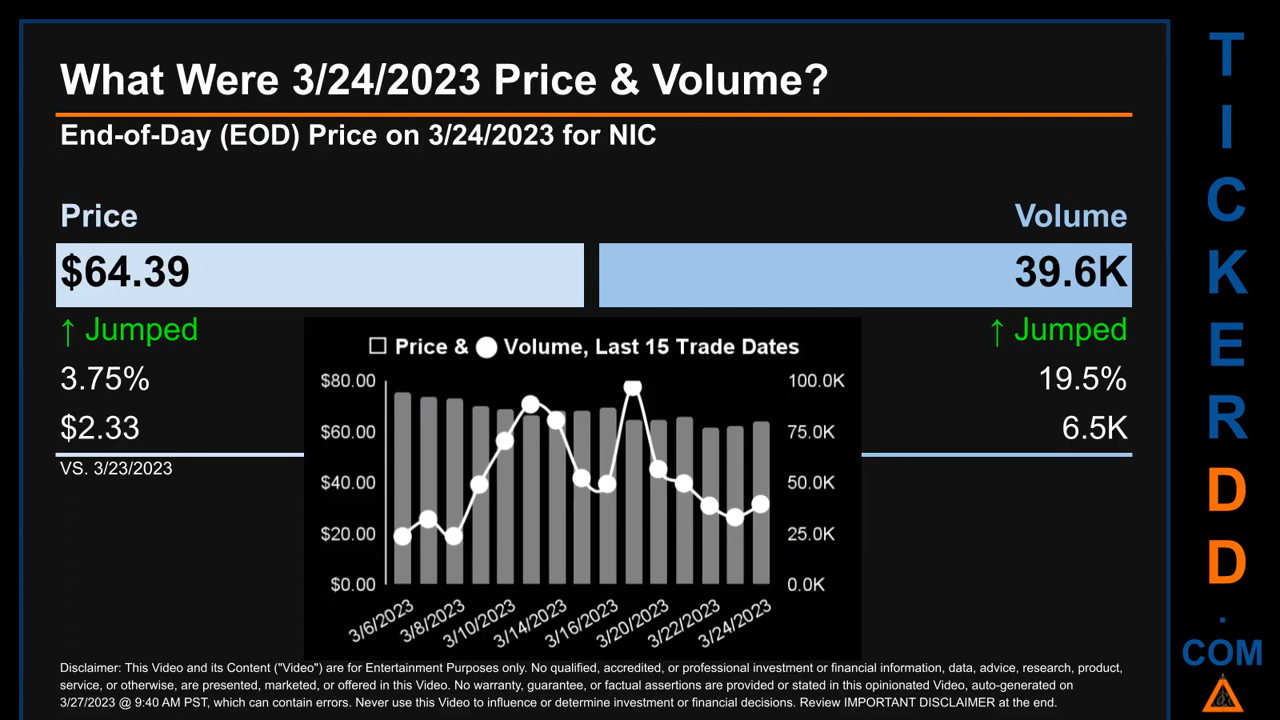 What Were 3/24/2023 Price & Volume?
End-of-Day (EOD) Price on 3/24/2023 for NIC
Price Volume
$64.39 39.6K
↑ Jumped ↑ Jumped
3.75% 19.5%
$2.33 6.5K
VS. 3/23/2023
Price & Volume, Last 15 Trade Dates
$80.00 100.0K
$60.00 75.0K
$40.00 50.0K
$20.00 25.0K
$0.00 0.0K
3/6/2023 3/8/2023 3/10/2023 3/14/2023 3/16/2023 3/20/2023 3/22/2023 3/24/2023
Disclaimer: This Video and its Content ("Video") are for Entertainment Purposes only. No qualified, accredited, or professional investment or financial information, data, advice, research, product,
service, or otherwise, are presented, marketed, or offered in this Video. No warranty, guarantee, or factual assertions are provided or stated in this opinionated Video, auto-generated on
3/27/2023 @ 9:40 AM PST, which can contain errors. Never use this Video to influence or determine investment or financial decisions. Review IMPORTANT DISCLAIMER at the end.
T
I
C
K
E
R
D
D
.
COM